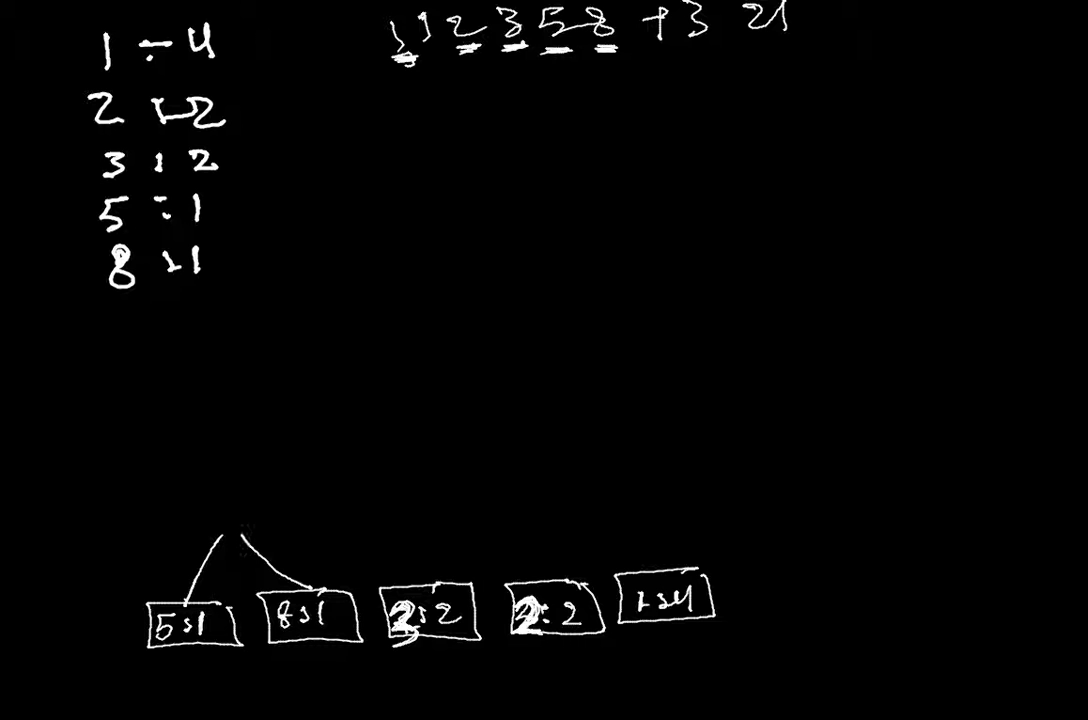 1 1 2 3 5 8 13 21
1 : 4
2 : 2
3 : 2
5 : 1
8 : 1
5:1 8:1 3:2 2:2 1:4